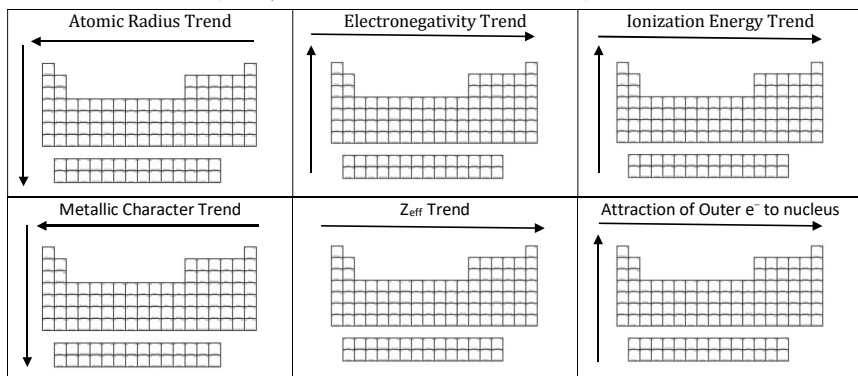 Atomic Radius Trend
Electronegativity Trend
Ionization Energy Trend
Metallic Character Trend
Zeff Trend
Attraction of Outer e⁻ to nucleus